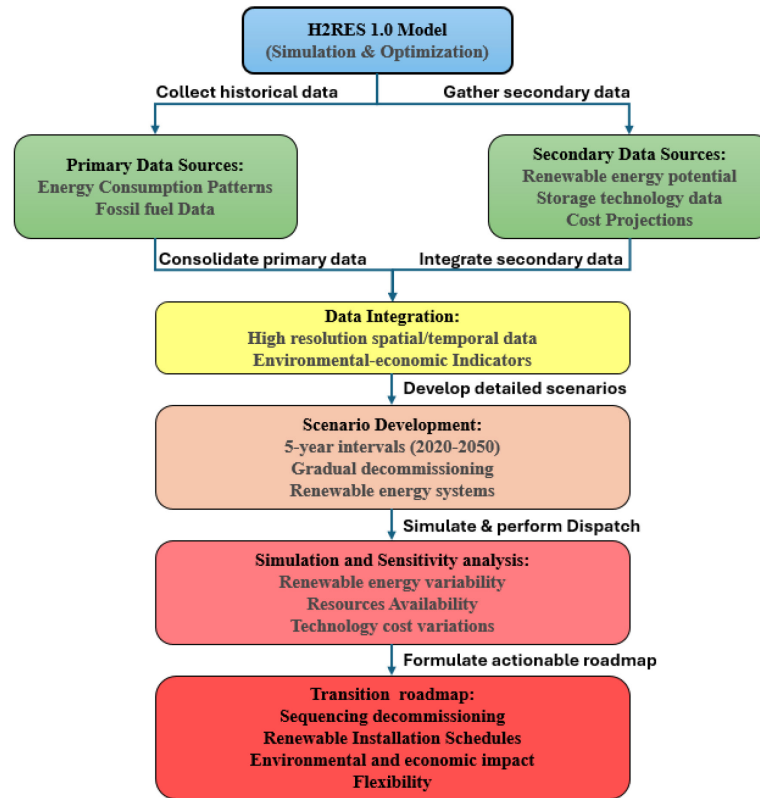 H2RES 1.0 Model
(Simulation & Optimization)
Collect historical data
Gather secondary data
Primary Data Sources:
Energy Consumption Patterns
Fossil fuel Data
Secondary Data Sources:
Renewable energy potential
Storage technology data
Cost Projections
Consolidate primary data
Integrate secondary data
Data Integration:
High resolution spatial/temporal data
Environmental-economic Indicators
Develop detailed scenarios
Scenario Development:
5-year intervals (2020-2050)
Gradual decommissioning
Renewable energy systems
Simulate & perform Dispatch
Simulation and Sensitivity analysis:
Renewable energy variability
Resources Availability
Technology cost variations
Formulate actionable roadmap
Transition roadmap:
Sequencing decommissioning
Renewable Installation Schedules
Environmental and economic impact
Flexibility